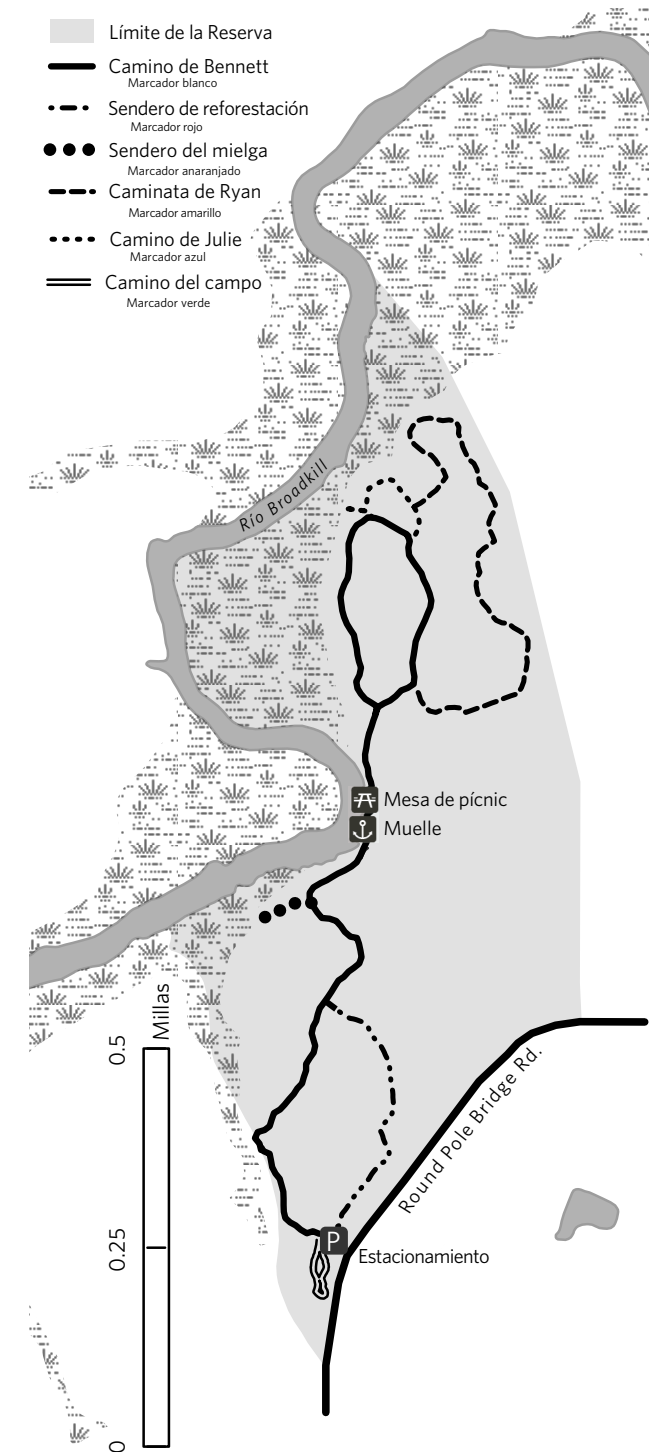 Límite de la Reserva
Camino de Bennett
Marcador blanco
Sendero de reforestación
Marcador rojo
Sendero del mielga
Marcador anaranjado
Caminata de Ryan
Marcador amarillo
Camino de Julie
Marcador azul
Camino del campo
Marcador verde
Río Broadkill
Mesa de pícnic
Muelle
Millas
0.5
Round Pole Bridge Rd.
P
0.25
Estacionamiento
0